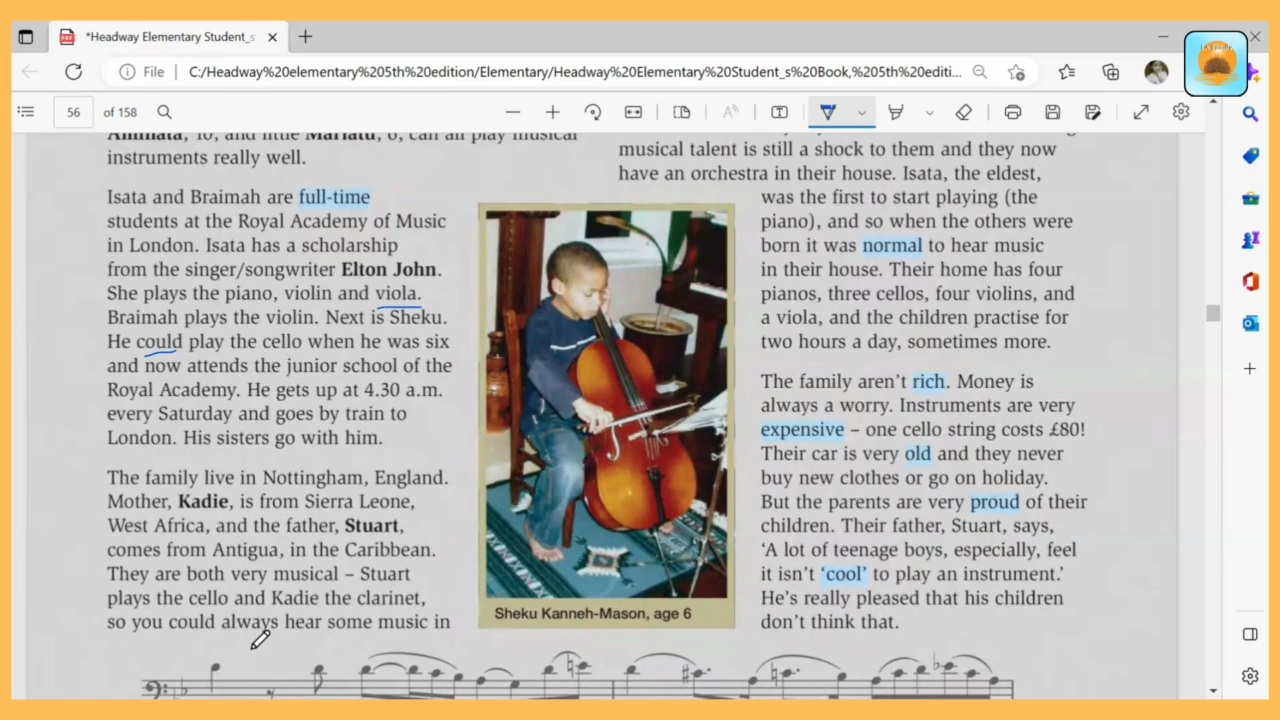 *Headway Elementary Student_s
File
C:/Headway%20elementary%205th%20edition/Elementary/Headway%20Elementary%20Student_s%20Book,%205th%20editi...
56 of 158
Aminata, 10, and little Mariatu, 6, can all play musical
instruments really well.
Isata and Braimah are full-time
students at the Royal Academy of Music
in London. Isata has a scholarship
from the singer/songwriter Elton John.
She plays the piano, violin and viola.
Braimah plays the violin. Next is Sheku.
He could play the cello when he was six
and now attends the junior school of the
Royal Academy. He gets up at 4.30 a.m.
every Saturday and goes by train to
London. His sisters go with him.
The family live in Nottingham, England.
Mother, Kadie, is from Sierra Leone,
West Africa, and the father, Stuart,
comes from Antigua, in the Caribbean.
They are both very musical – Stuart
plays the cello and Kadie the clarinet,
so you could always hear some music in
Sheku Kanneh-Mason, age 6
musical talent is still a shock to them and they now
have an orchestra in their house. Isata, the eldest,
was the first to start playing (the
piano), and so when the others were
born it was normal to hear music
in their house. Their home has four
pianos, three cellos, four violins, and
a viola, and the children practise for
two hours a day, sometimes more.
The family aren’t rich. Money is
always a worry. Instruments are very
expensive – one cello string costs £80!
Their car is very old and they never
buy new clothes or go on holiday.
But the parents are very proud of their
children. Their father, Stuart, says,
‘A lot of teenage boys, especially, feel
it isn’t ‘cool’ to play an instrument.’
He’s really pleased that his children
don’t think that.